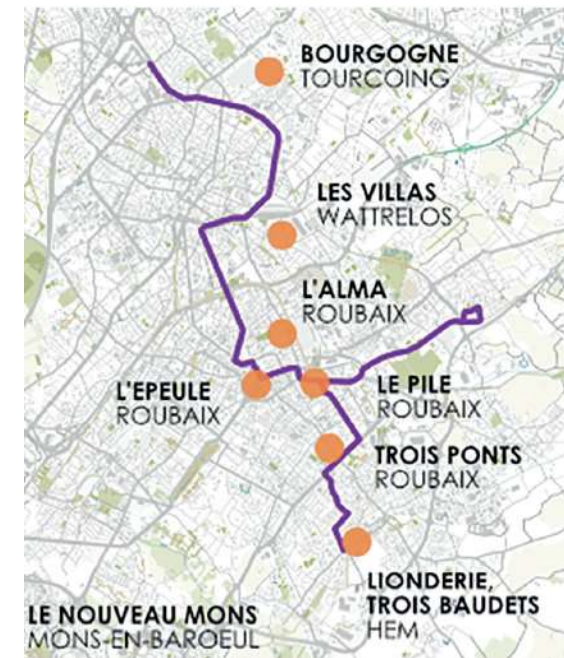 BOURGOGNE
TOURCOING
LES VILLAS
WATTRELOS
L'ALMA
ROUBAIX
L'EPEULE
ROUBAIX
LE PILE
ROUBAIX
TROIS PONTS
ROUBAIX
LIONDERIE,
TROIS BAUDETS
HEM
LE NOUVEAU MONS
MONS-EN-BAROEUL